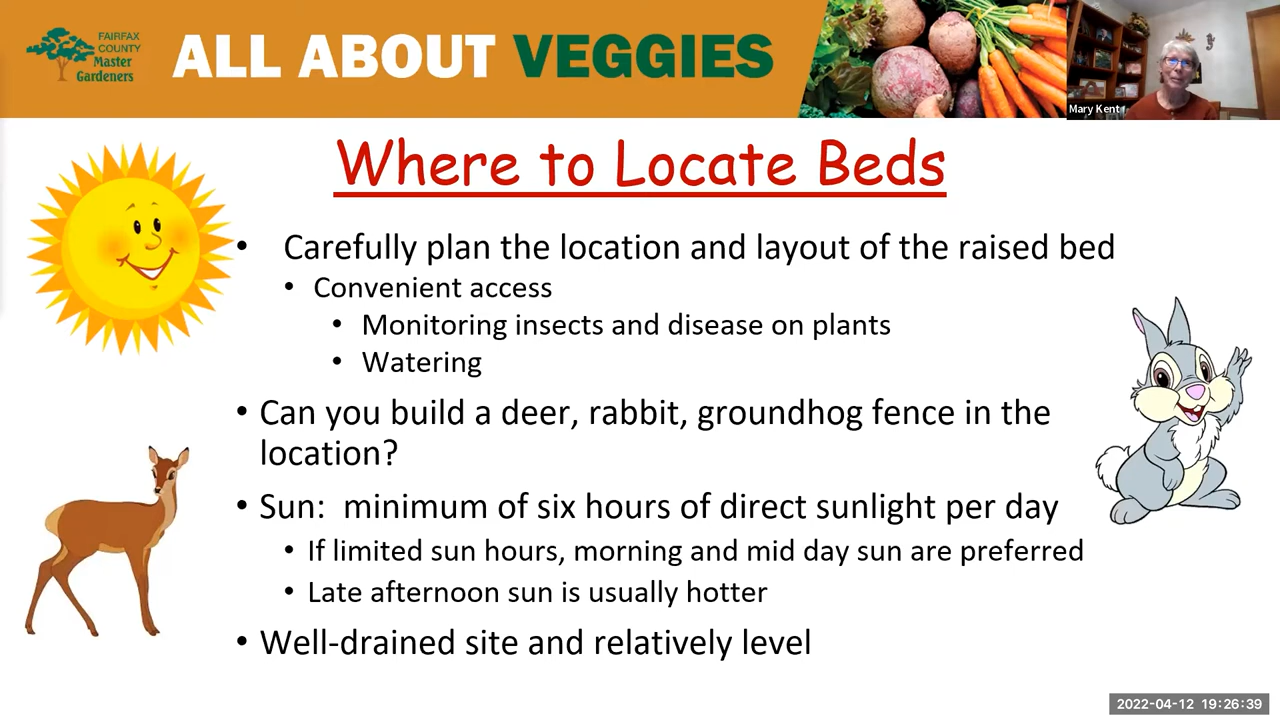 FAIRFAX
COUNTY
Master
Gardeners
ALL ABOUT VEGGIES
Mary Kent
Where to Locate Beds
• Carefully plan the location and layout of the raised bed
• Convenient access
• Monitoring insects and disease on plants
• Watering
• Can you build a deer, rabbit, groundhog fence in the
location?
• Sun: minimum of six hours of direct sunlight per day
• If limited sun hours, morning and mid day sun are preferred
• Late afternoon sun is usually hotter
• Well-drained site and relatively level
2022-04-12 19:26:39